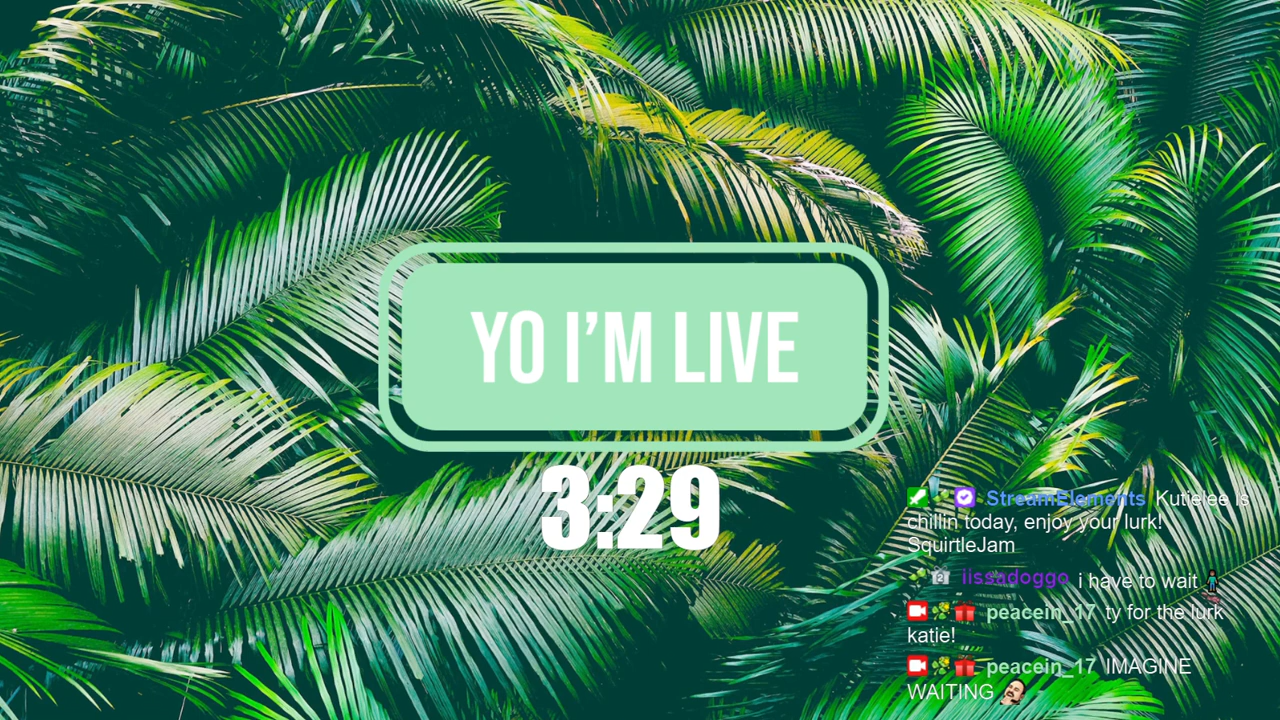 YO I'M LIVE
3:29
StreamElements Kutielee is
chillin today, enjoy your lurk!
SquirtleJam
iissadoggo i have to wait
peacein_17 ty for the lurk
katie!
peacein_17 IMAGINE
WAITING